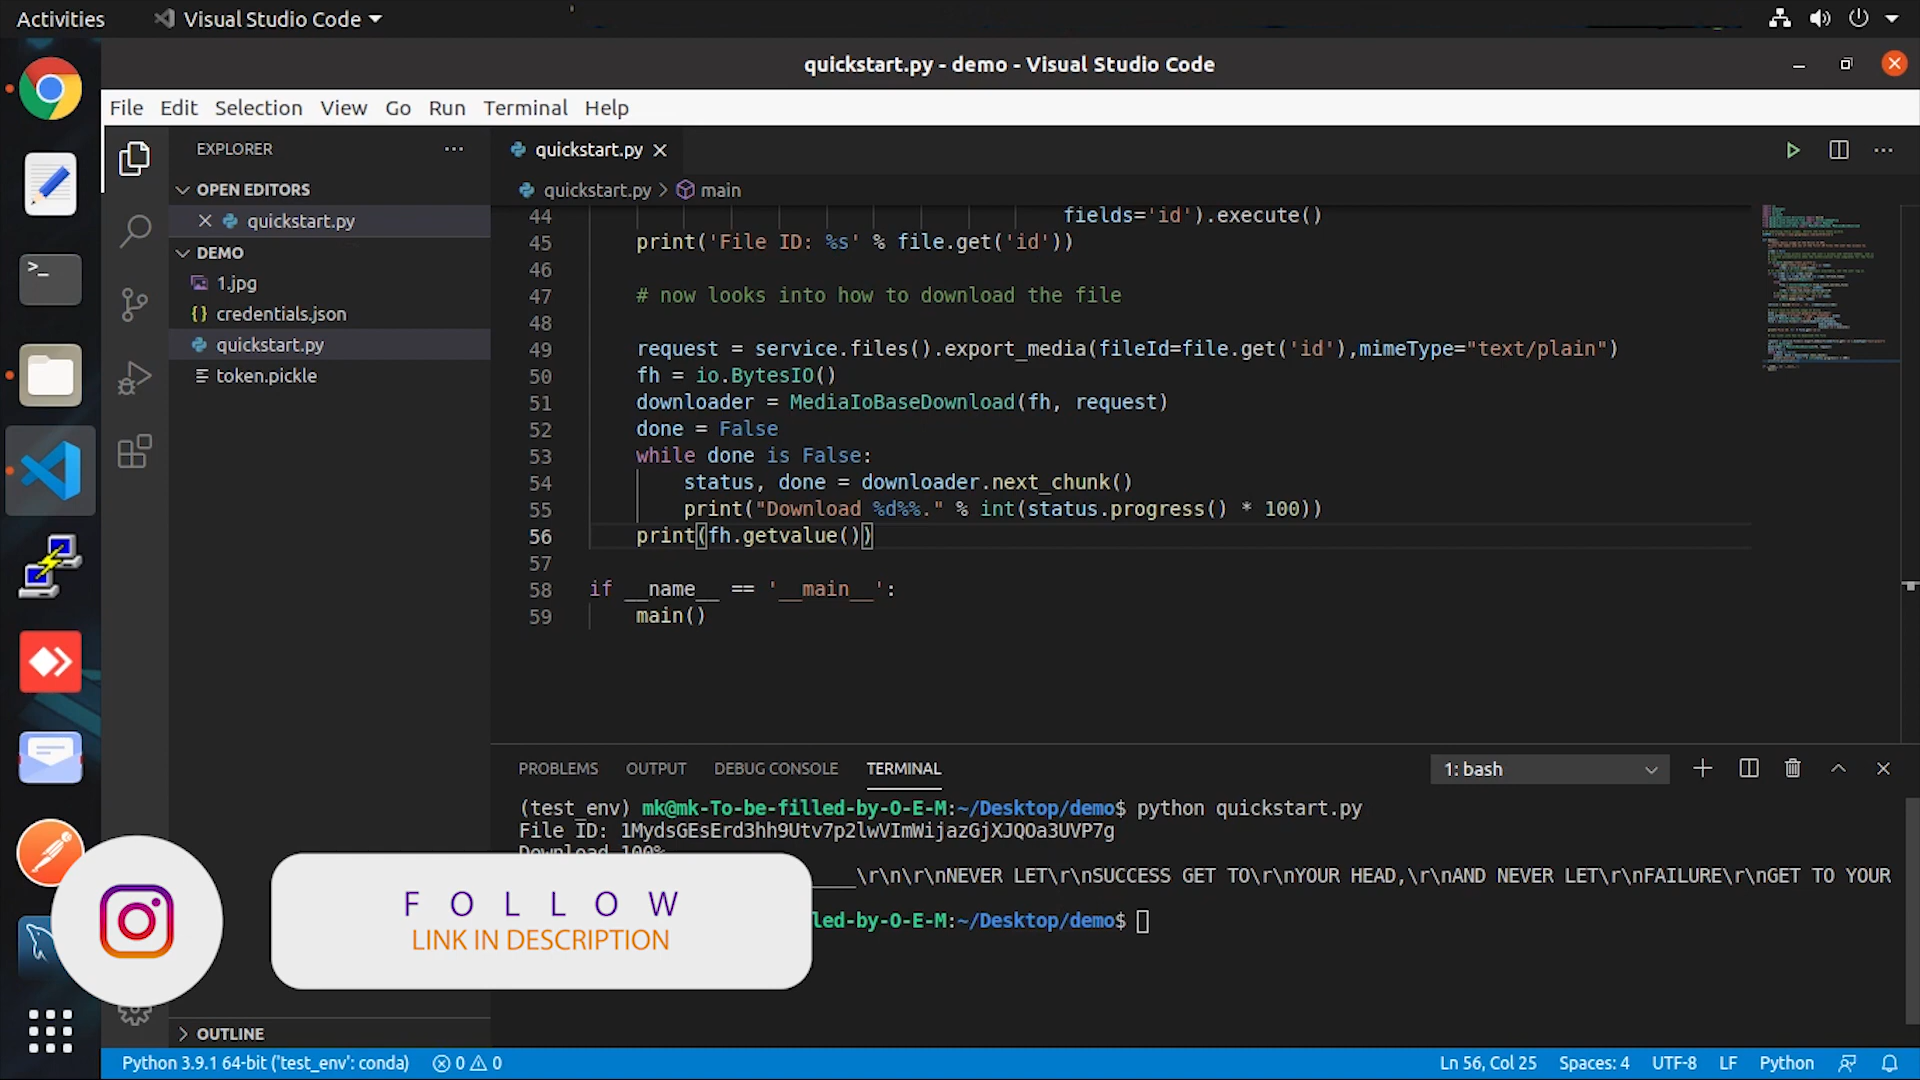 Activities
Visual Studio Code
quickstart.py - demo - Visual Studio Code
File Edit Selection View Go Run Terminal Help
EXPLORER
OPEN EDITORS
quickstart.py
DEMO
1.jpg
{} credentials.json
quickstart.py
token.pickle
OUTLINE
quickstart.py
quickstart.py > main
44 fields='id').execute()
45 print('File ID: %s' % file.get('id'))
46
47 # now looks into how to download the file
48
49 request = service.files().export_media(fileId=file.get('id'),mimeType="text/plain")
50 fh = io.BytesIO()
51 downloader = MediaIoBaseDownload(fh, request)
52 done = False
53 while done is False:
54 status, done = downloader.next_chunk()
55 print("Download %d%%." % int(status.progress() * 100))
56 print(fh.getvalue())
57
58 if __name__ == '__main__':
59 main()
PROBLEMS OUTPUT DEBUG CONSOLE TERMINAL
1: bash
(test_env) mk@mk-To-be-filled-by-O-E-M:~/Desktop/demo$ python quickstart.py
File ID: 1MydsGEsErd3hh9Utv7p2lwVImWijazGjXJQOa3UVP7g
Download 100%
____\r\n\r\nNEVER LET\r\nSUCCESS GET TO\r\nYOUR HEAD,\r\nAND NEVER LET\r\nFAILURE\r\nGET TO YOUR
led-by-O-E-M:~/Desktop/demo$
FOLLOW
LINK IN DESCRIPTION
Python 3.9.1 64-bit ('test_env': conda) 0 0
Ln 56, Col 25 Spaces: 4 UTF-8 LF Python